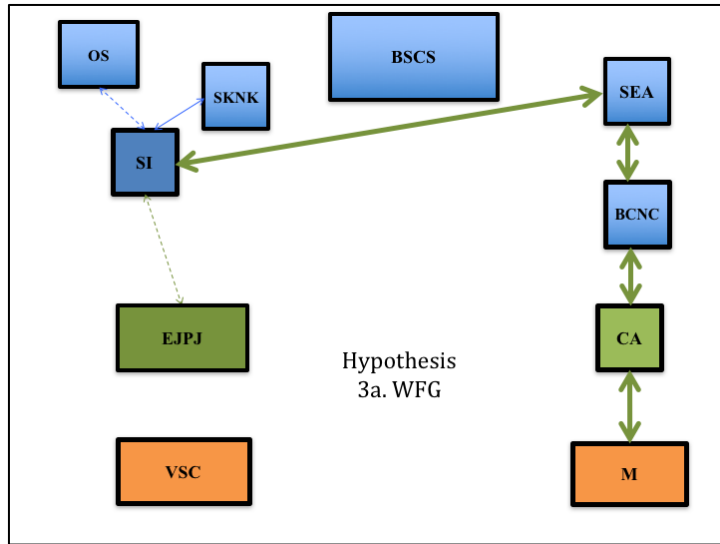 OS
BSCS
SKNK
SEA
SI
BCNC
EJPJ
CA
Hypothesis
3a. WFG
VSC
M